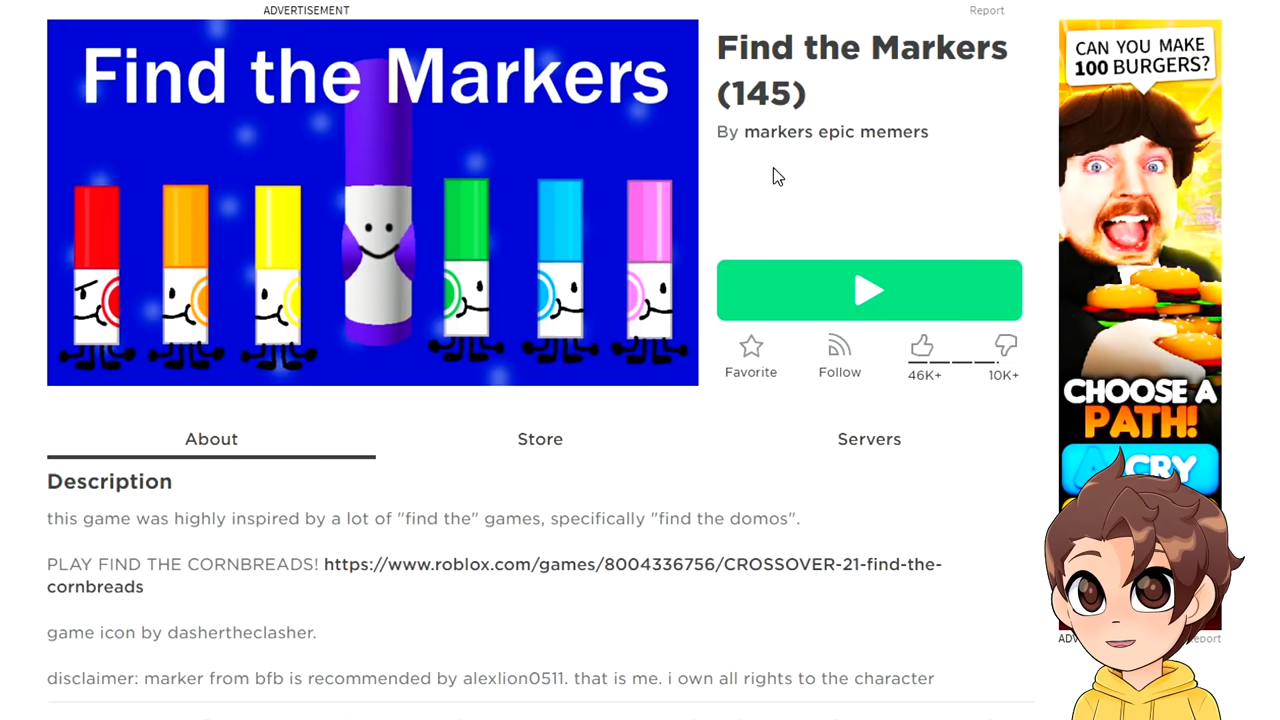 ADVERTISEMENT
Report
Find the Markers
Find the Markers
(145)
By markers epic memers
Favorite
Follow
46K+
10K+
About
Store
Servers
Description
this game was highly inspired by a lot of "find the" games, specifically "find the domos".
PLAY FIND THE CORNBREADS! https://www.roblox.com/games/8004336756/CROSSOVER-21-find-the-
cornbreads
game icon by dashertheclasher.
disclaimer: marker from bfb is recommended by alexlion0511. that is me. i own all rights to the character
CAN YOU MAKE
100 BURGERS?
CHOOSE A
PATH!
CRY